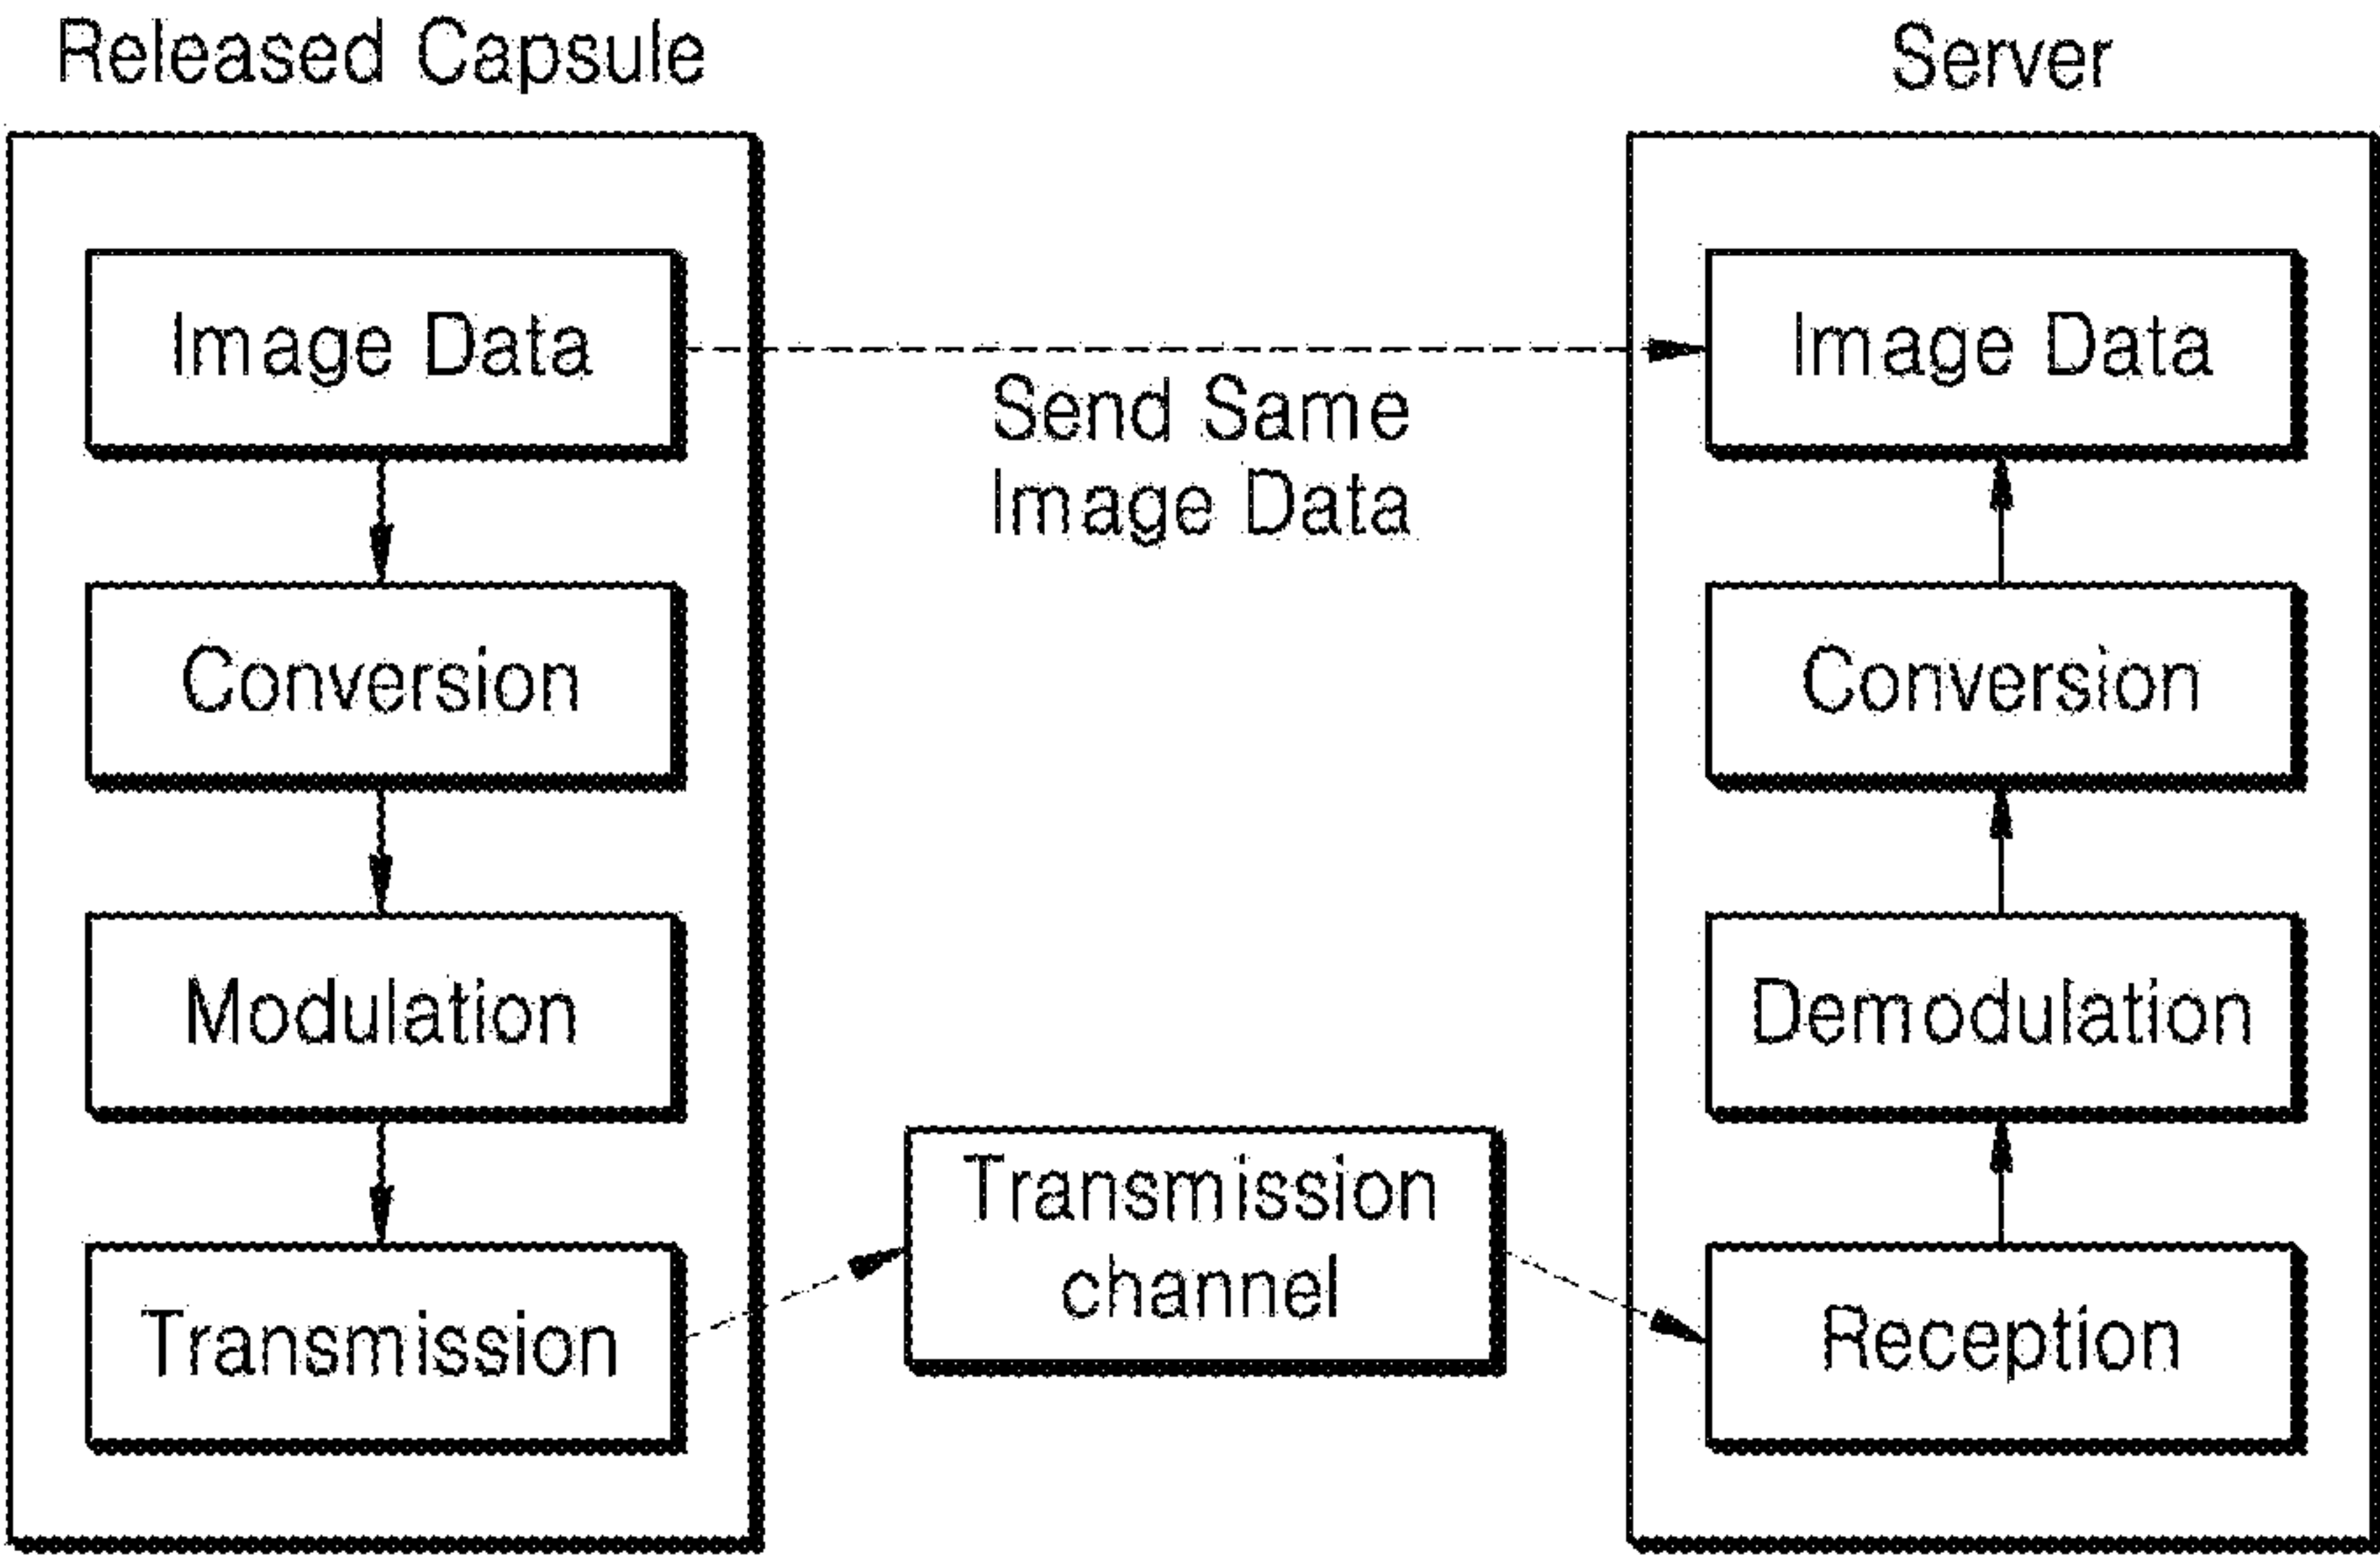 Released Capsule
Server
Image Data
Send Same
Image Data
Image Data
Conversion
Conversion
Modulation
Demodulation
Transmission
Transmission
channel
Reception